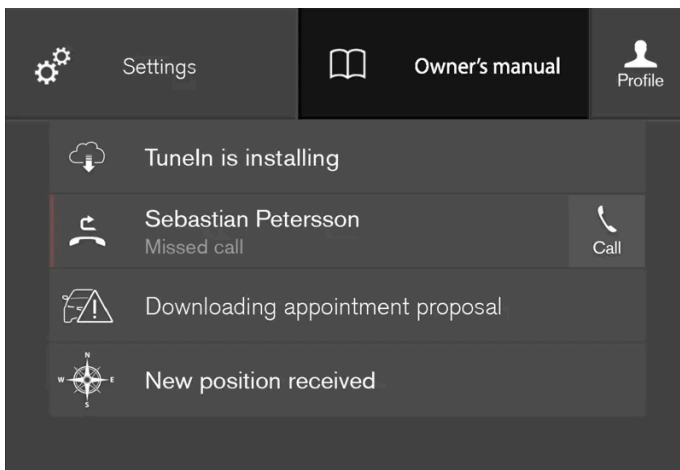 Settings
Owner's manual
Profile
TuneIn is installing
Sebastian Petersson
Missed call
Call
Downloading appointment proposal
N
W E
S
New position received